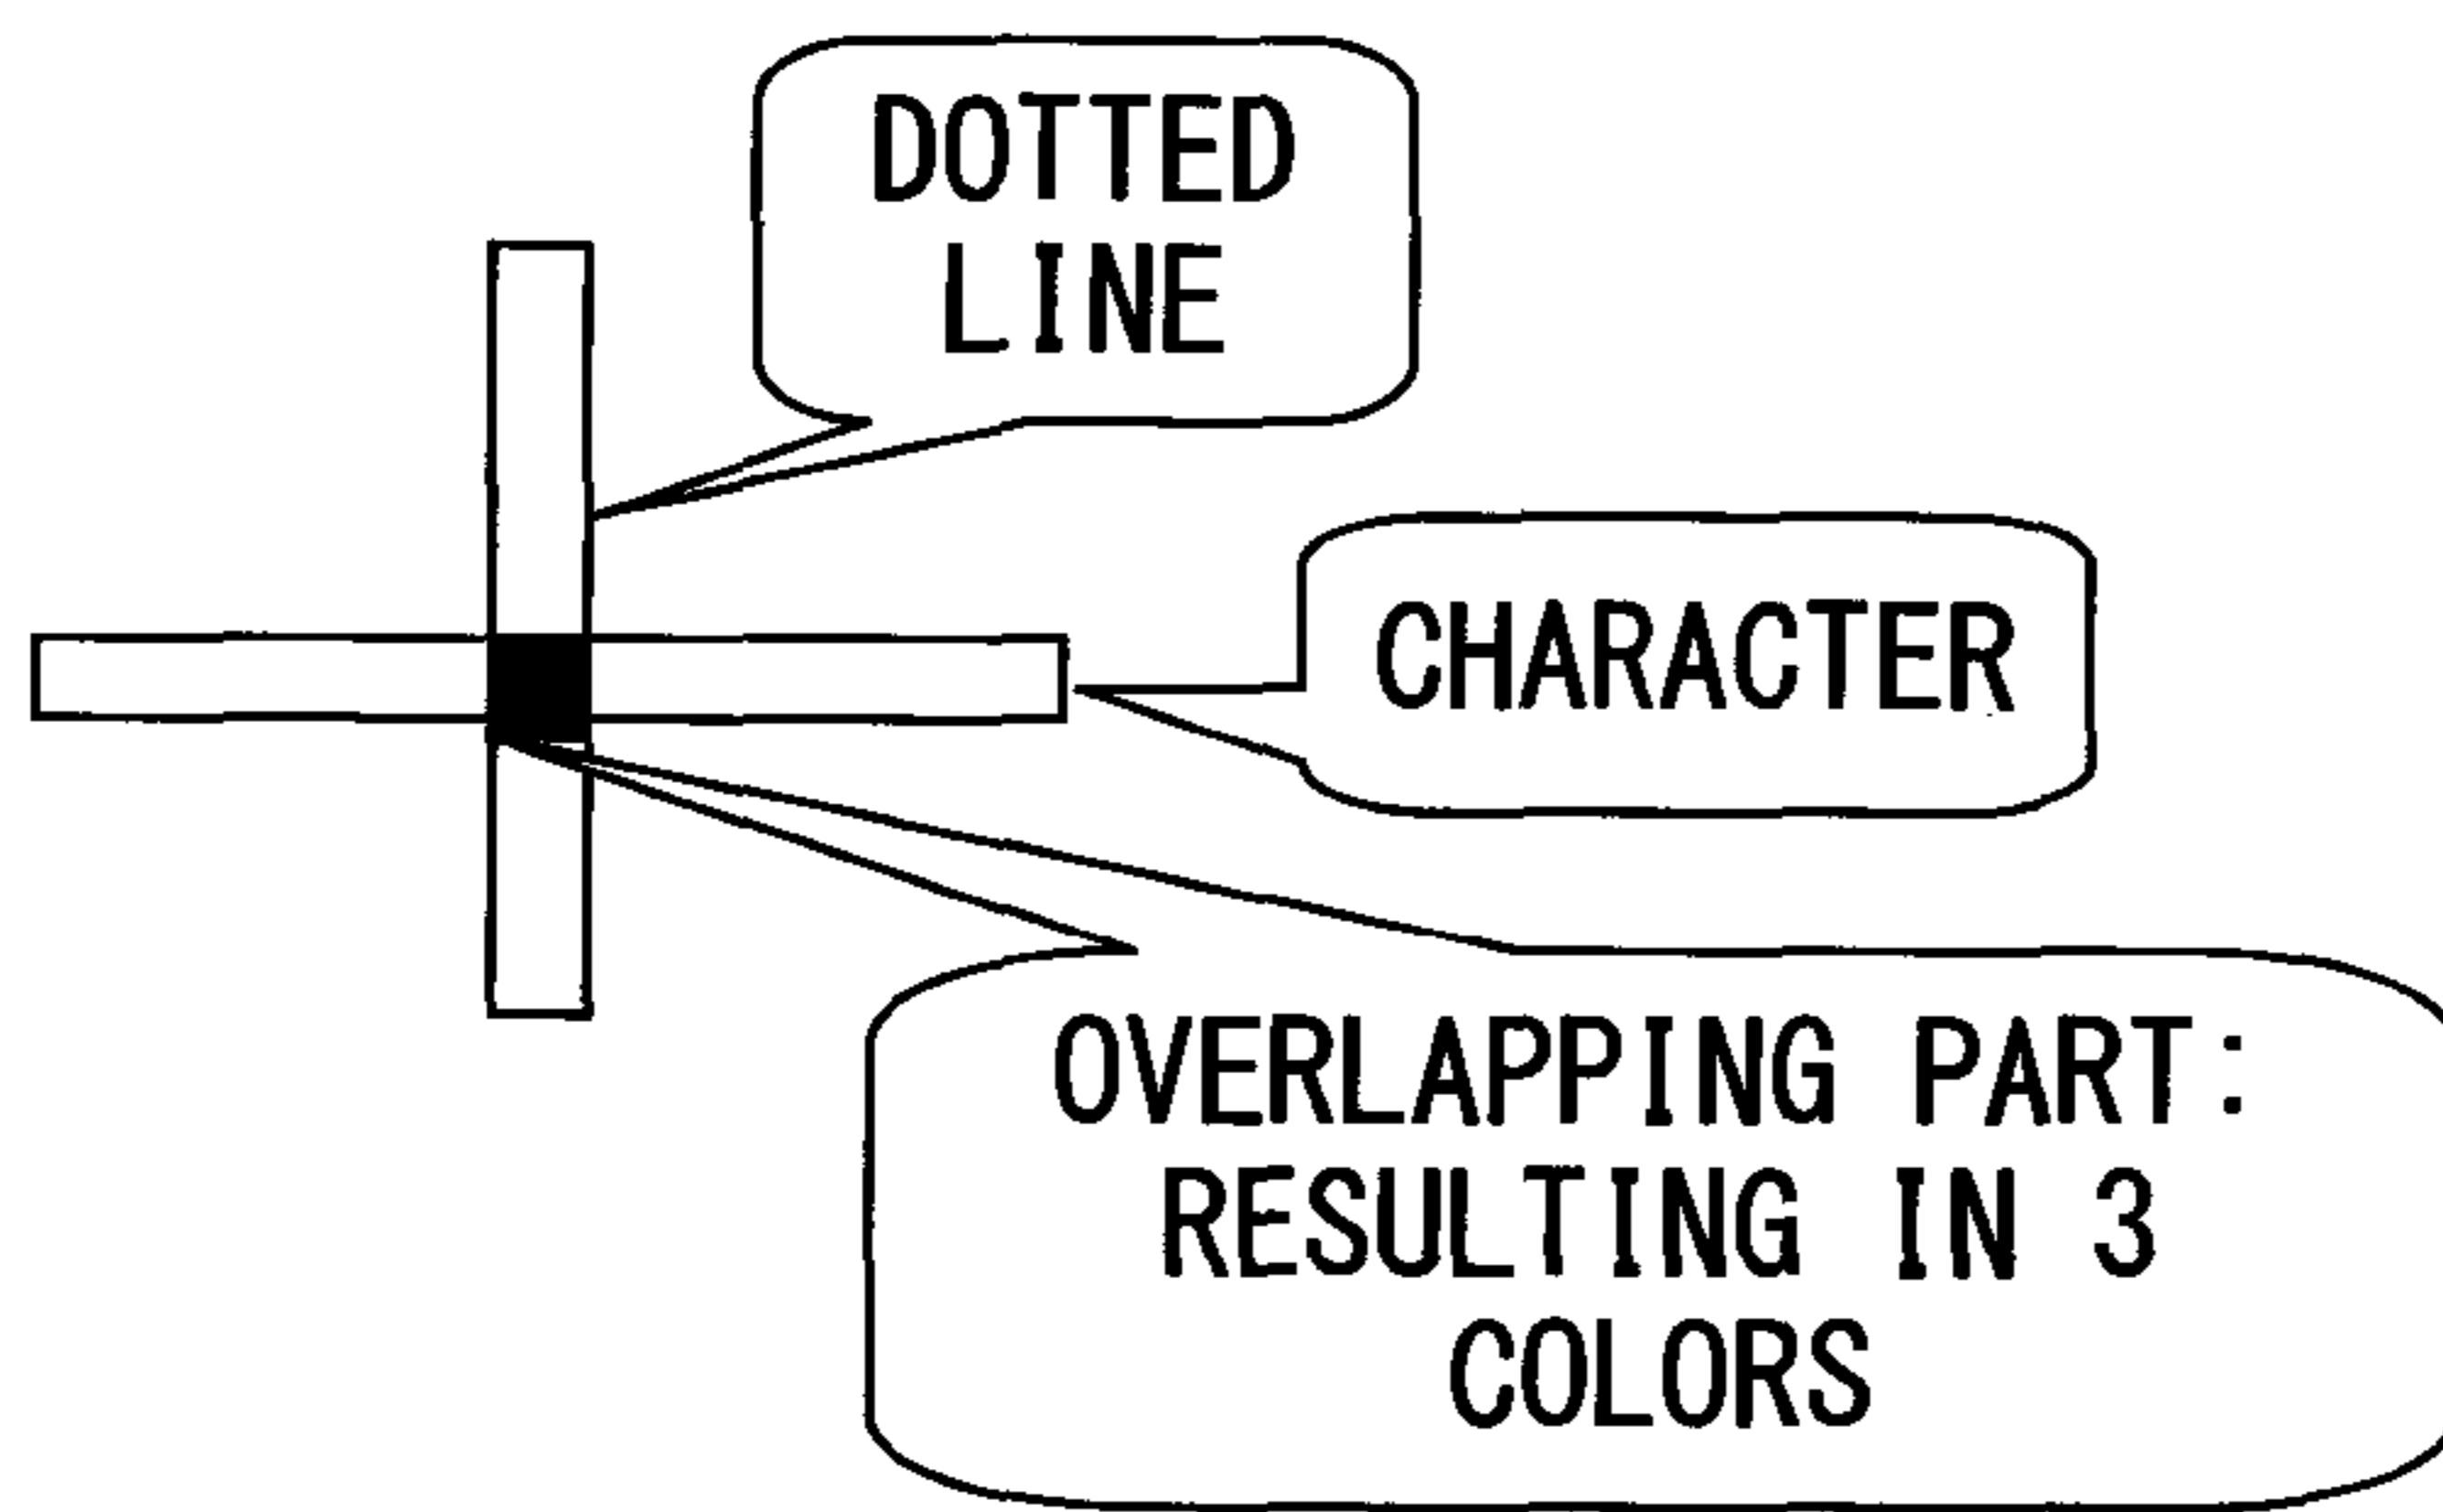 DOTTED
LINE
CHARACTER
OVERLAPPING PART:
RESULTING IN 3
COLORS